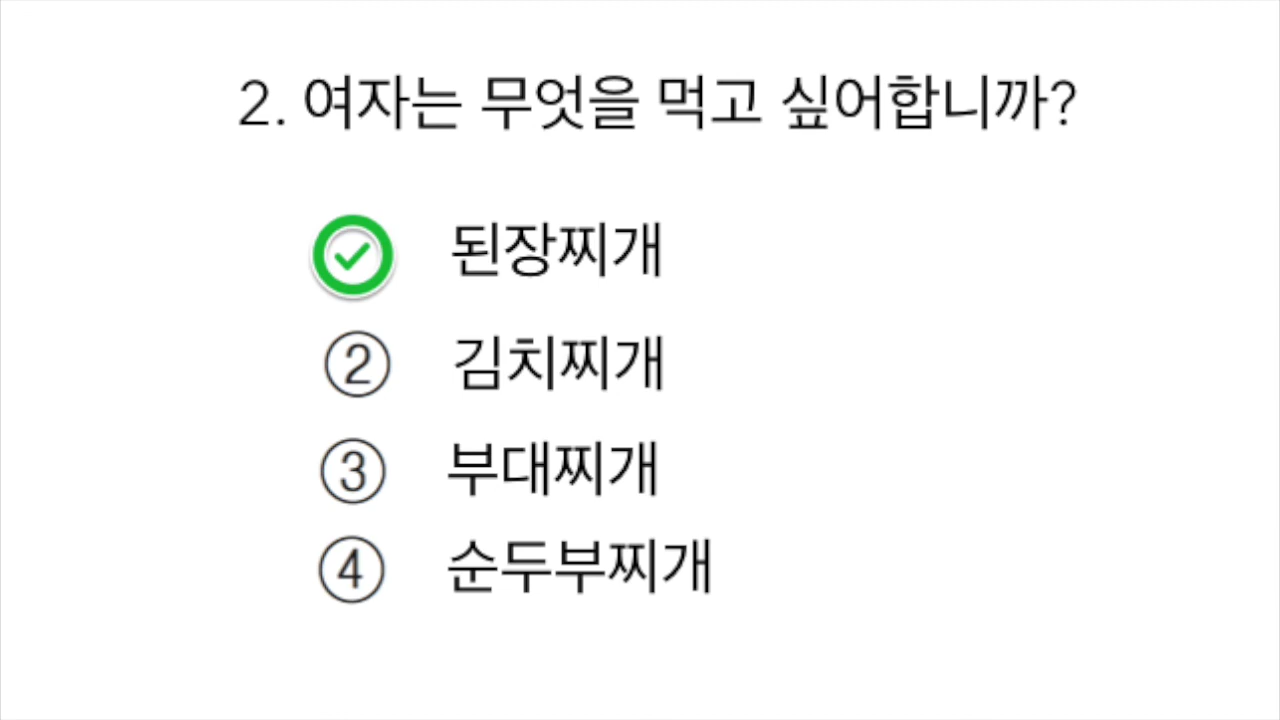 2. 여자는 무엇을 먹고 싶어합니까?
된장찌개
② 김치찌개
③ 부대찌개
④ 순두부찌개